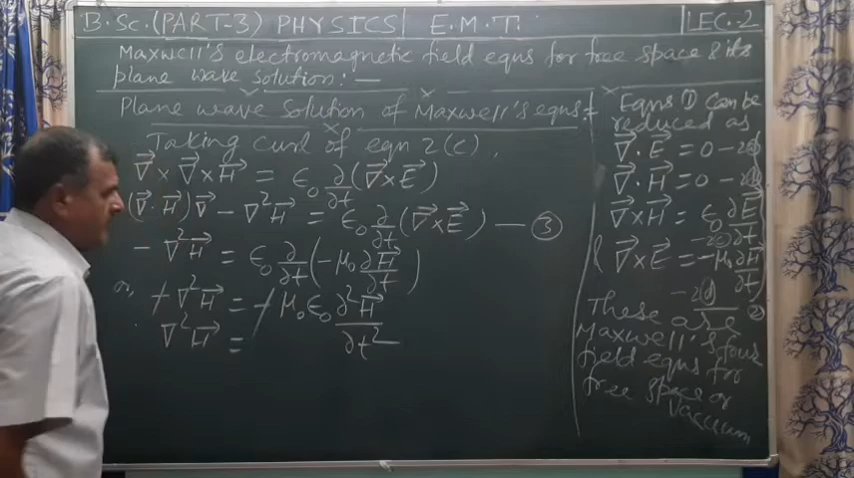 B.Sc.(PART-3) PHYSICS E.M.T. LEC.2
Maxwell's electromagnetic field eqns for free space & its
plane wave solution: —
Plane wave solution of Maxwell's eqns:
Taking curl of eqn 2(c),
∇⃗ × ∇⃗ × H⃗ = ε₀ ∂/∂t (∇⃗ × E⃗)
(∇⃗ · H⃗)∇⃗ − ∇²H⃗ = ε₀ ∂/∂t (∇⃗ × E⃗) — ③
− ∇²H⃗ = ε₀ ∂/∂t (−μ₀ ∂H⃗/∂t)
or, + ∇²H⃗ = + μ₀ε₀ ∂²H⃗/∂t²
∇²H⃗ =
Eqns ① can be
reduced as
∇⃗ · E⃗ = 0 — 2(a)
∇⃗ · H⃗ = 0 — 2(b)
∇⃗ × H⃗ = ε₀ ∂E⃗/∂t — 2(c)
& ∇⃗ × E⃗ = −μ₀ ∂H⃗/∂t — 2(d)
②
These are
Maxwell's four
field eqns for
free space or
vacuum